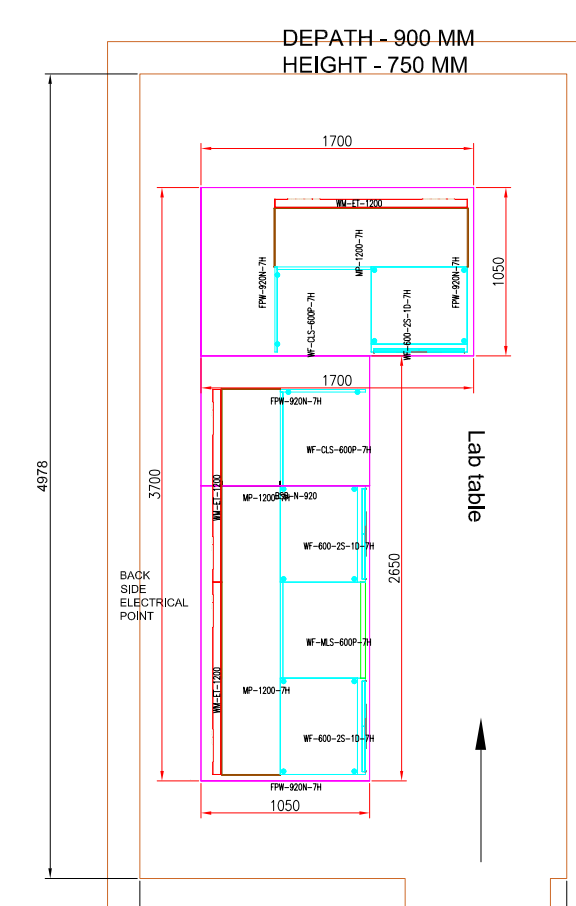 DEPATH - 900 MM
HEIGHT - 750 MM
1700
WM-ET-1200
FPW-920N-7H
MP-1200-7H
FPW-920N-7H
WF-CLS-600P-7H
WF-600-2S-1D-7H
1050
1700
FPW-920N-7H
WF-CLS-600P-7H
Lab table
4978
3700
WM-ET-1200
MP-1200-7H
BSB-N-920
WF-600-2S-1D-7H
2650
BACK
SIDE
ELECTRICAL
POINT
WF-MLS-600P-7H
WM-ET-1200
MP-1200-7H
WF-600-2S-1D-7H
FPW-920N-7H
1050